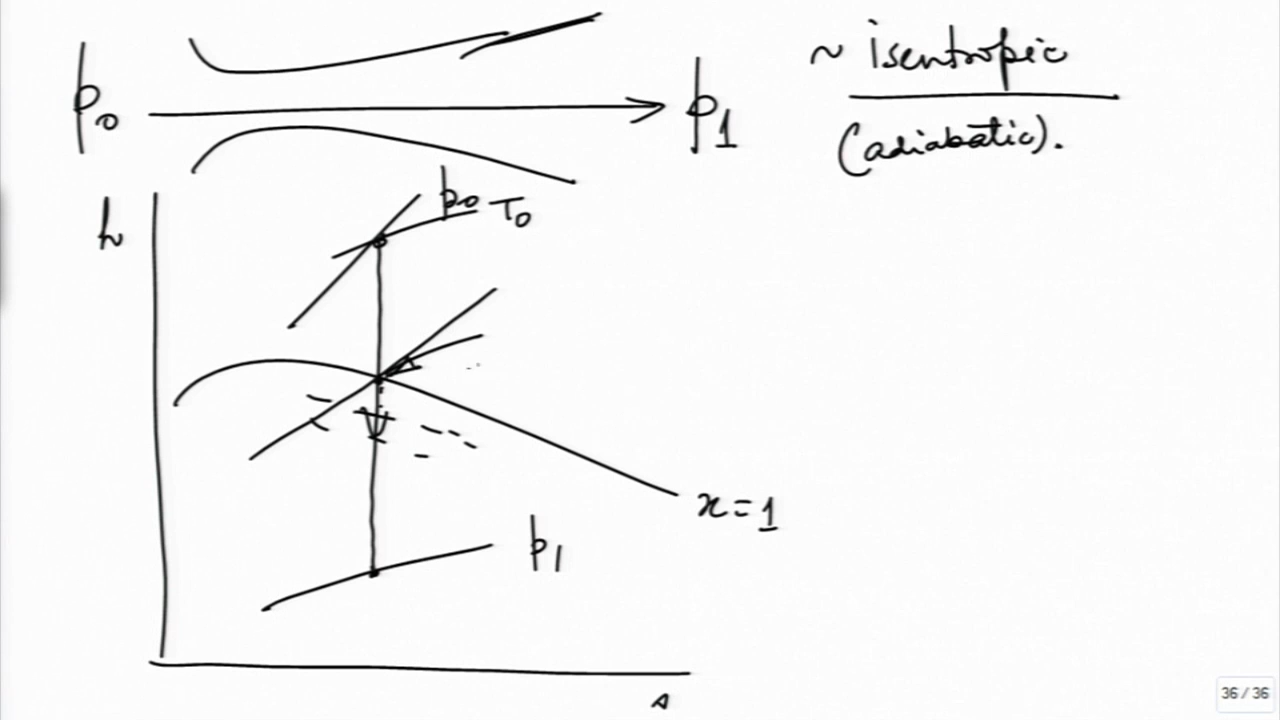 p₀ p₁ ~ isentropic
(adiabatic).
h
p₀ T₀
x = 1
p₁
s
36 / 36